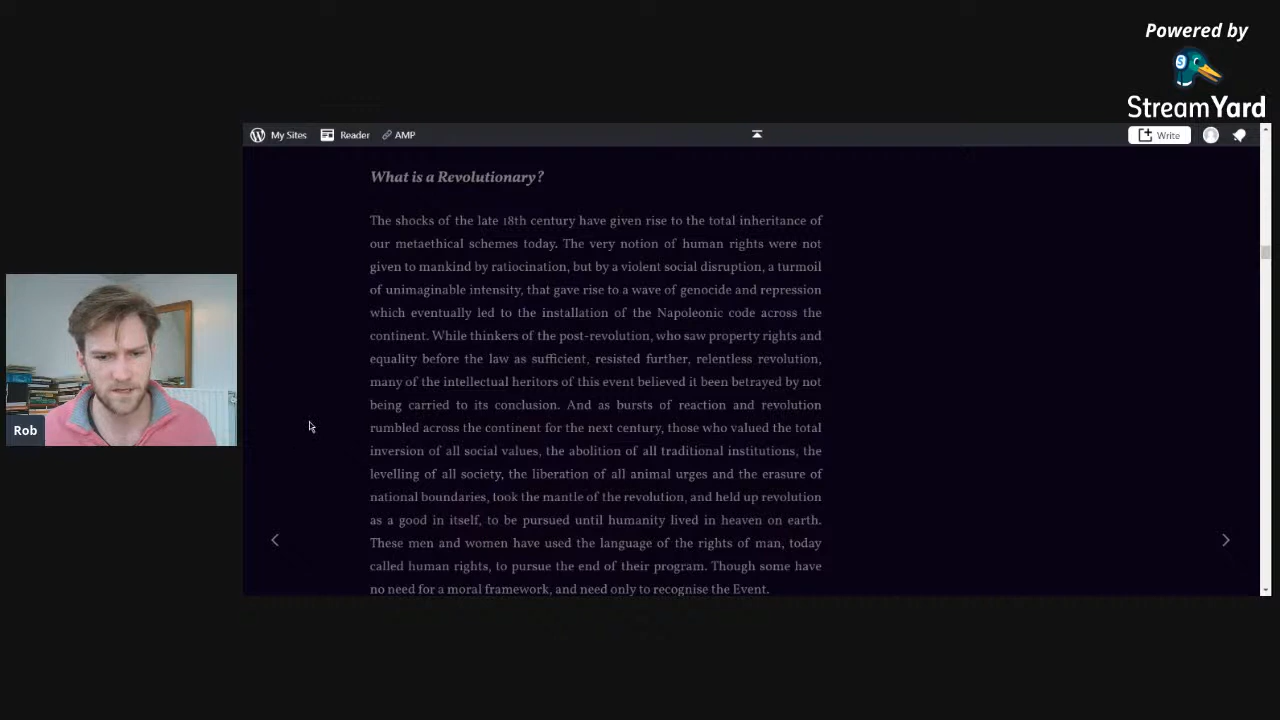 Powered by
StreamYard
My Sites Reader AMP Write
What is a Revolutionary?
The shocks of the late 18th century have given rise to the total inheritance of
our metaethical schemes today. The very notion of human rights were not
given to mankind by ratiocination, but by a violent social disruption, a turmoil
of unimaginable intensity, that gave rise to a wave of genocide and repression
which eventually led to the installation of the Napoleonic code across the
continent. While thinkers of the post-revolution, who saw property rights and
equality before the law as sufficient, resisted further, relentless revolution,
many of the intellectual heritors of this event believed it been betrayed by not
being carried to its conclusion. And as bursts of reaction and revolution
rumbled across the continent for the next century, those who valued the total
inversion of all social values, the abolition of all traditional institutions, the
levelling of all society, the liberation of all animal urges and the erasure of
national boundaries, took the mantle of the revolution, and held up revolution
as a good in itself, to be pursued until humanity lived in heaven on earth.
These men and women have used the language of the rights of man, today
called human rights, to pursue the end of their program. Though some have
no need for a moral framework, and need only to recognise the Event.
Rob